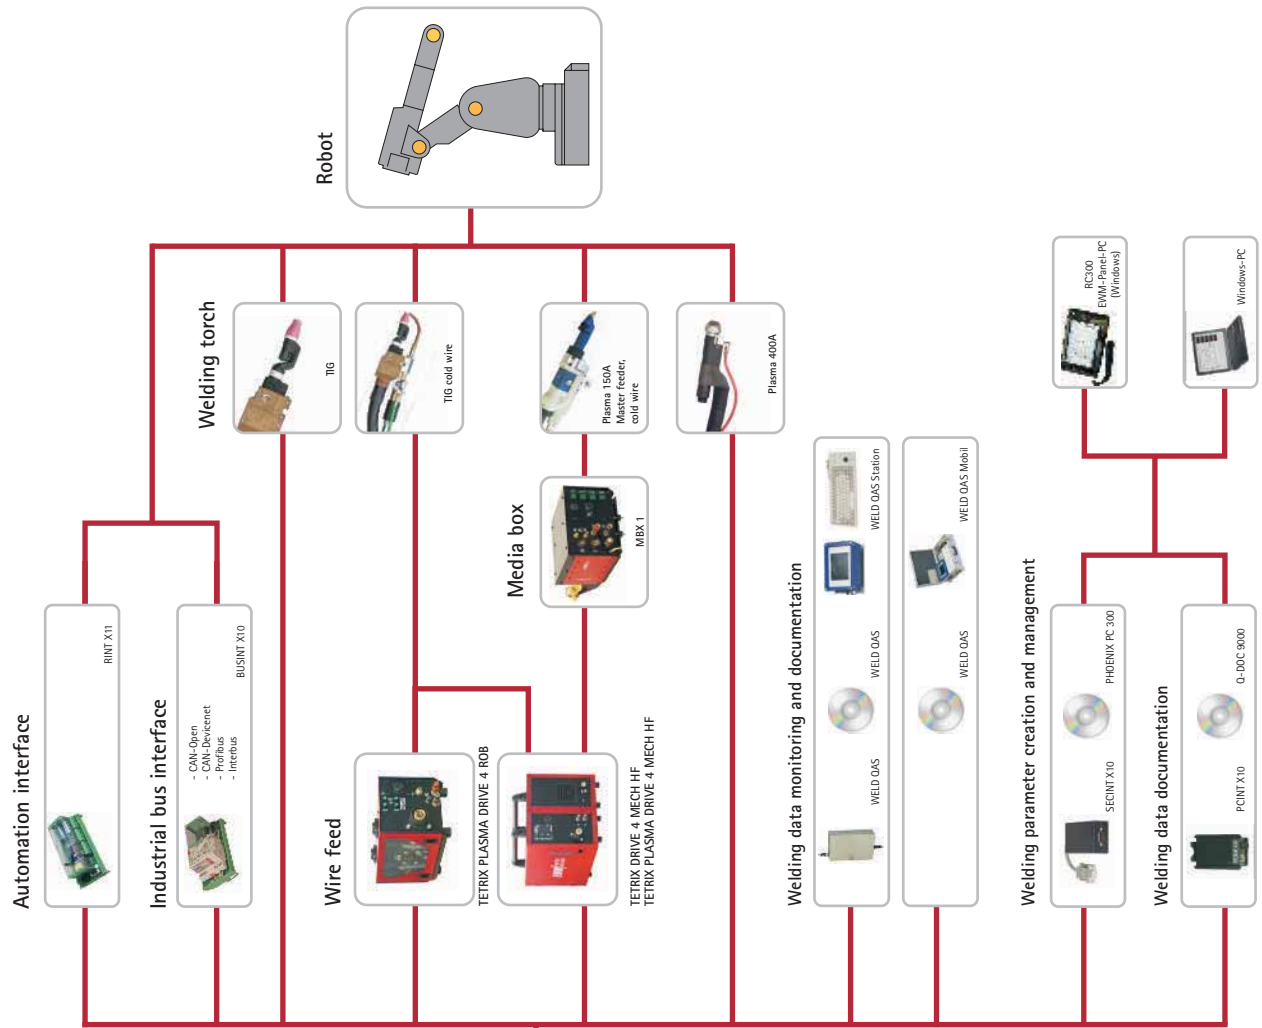 Automation interface
RINT X11
Industrial bus interface
- CAN-Open
- CAN-Devicenet
- Profibus
- Interbus
BUSINT X10
Wire feed
TETRIX PLASMA DRIVE 4 ROB
TETRIX DRIVE 4 MECH HF
TETRIX PLASMA DRIVE 4 MECH HF
Media box
MBX 1
Welding torch
TIG
TIG cold wire
Plasma 150A
Master feeder,
cold wire
Plasma 400A
Robot
Welding data monitoring and documentation
WELD QAS
WELD QAS
WELD QAS Station
WELD QAS
WELD QAS Mobil
Welding parameter creation and management
SECINT X10
PHOENIX PC 300
Welding data documentation
PCINT X10
Q-DOC 9000
RC300
EWM-Panel-PC
(Windows)
Windows-PC